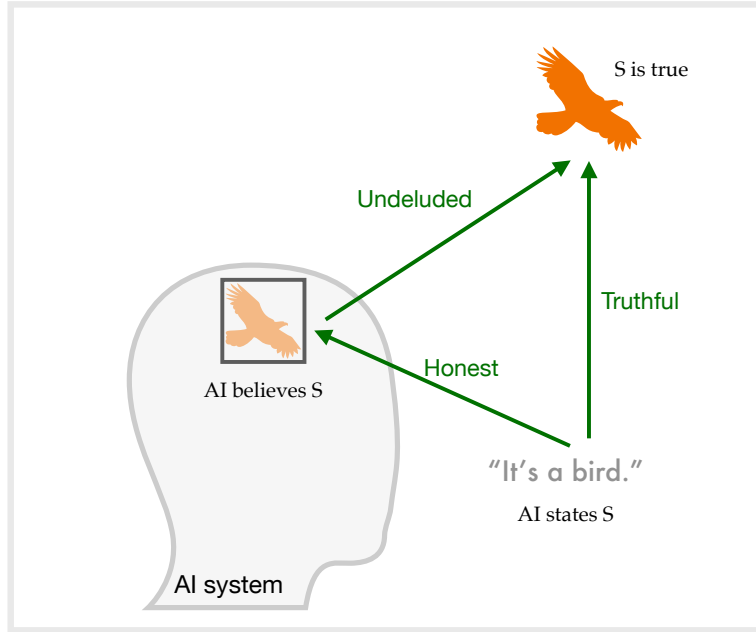 S is true
Undeluded
Truthful
Honest
AI believes S
“It’s a bird.”
AI states S
AI system